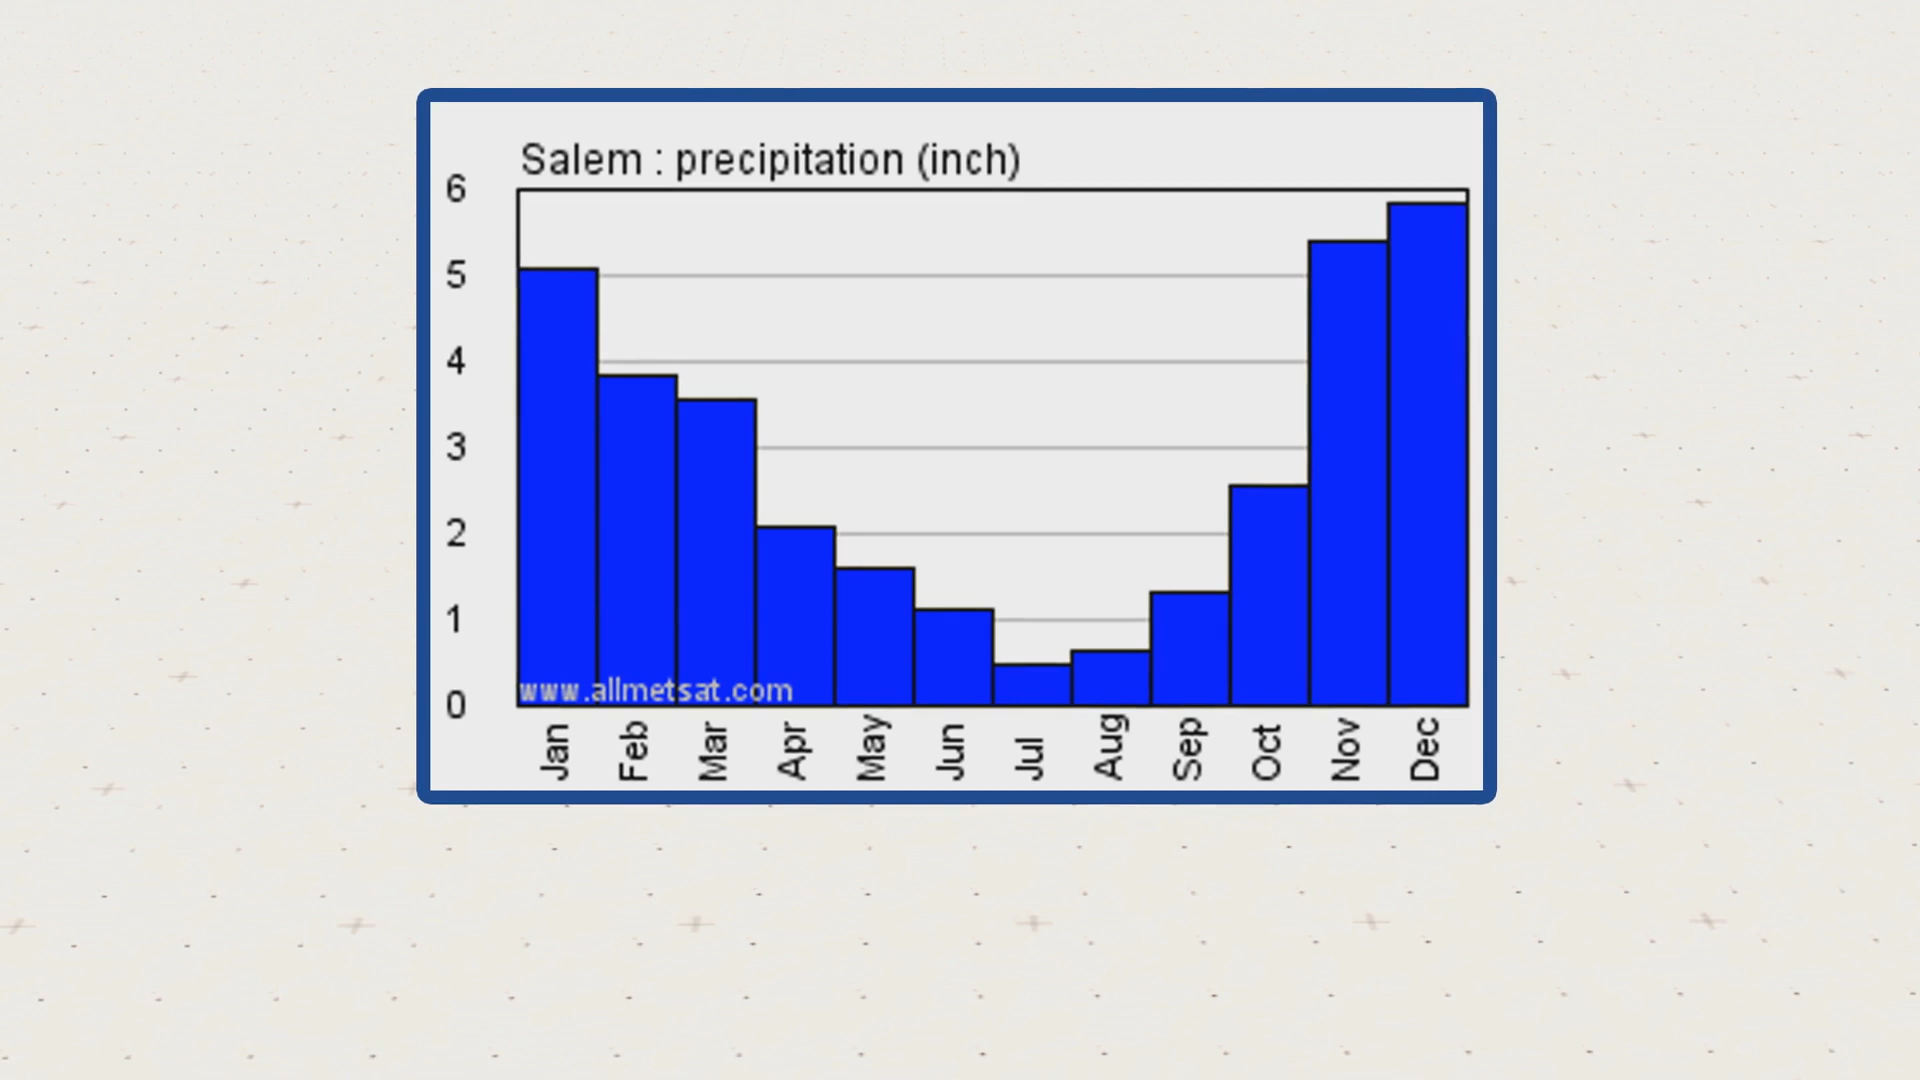 Salem : precipitation (inch)
6
5
4
3
2
1
0
www.allmetsat.com
Jan Feb Mar Apr May Jun Jul Aug Sep Oct Nov Dec